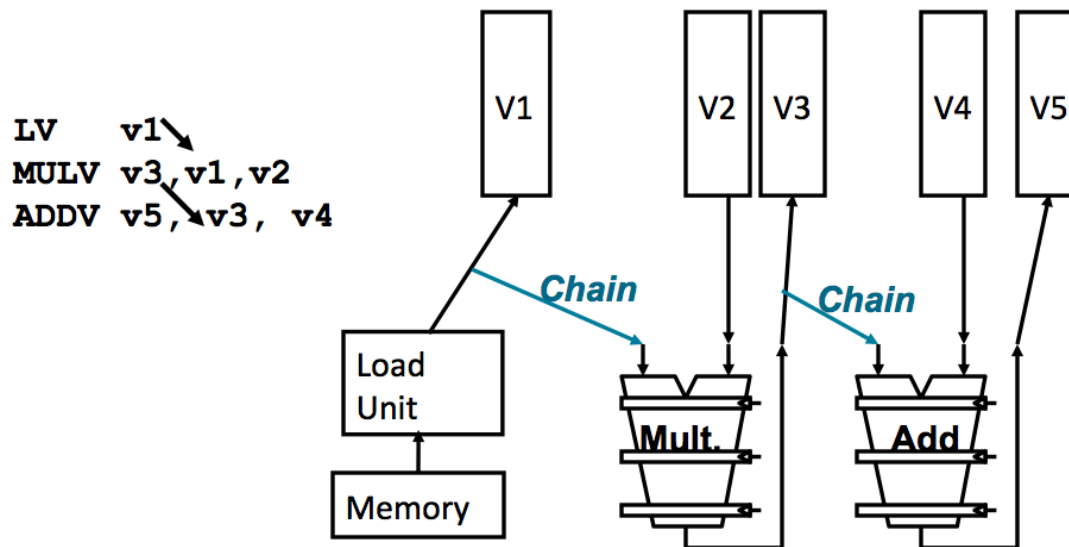 LV v1
MULV v3,v1,v2
ADDV v5, v3, v4
V1
V2
V3
V4
V5
Chain
Chain
Load
Unit
Mult.
Add
Memory